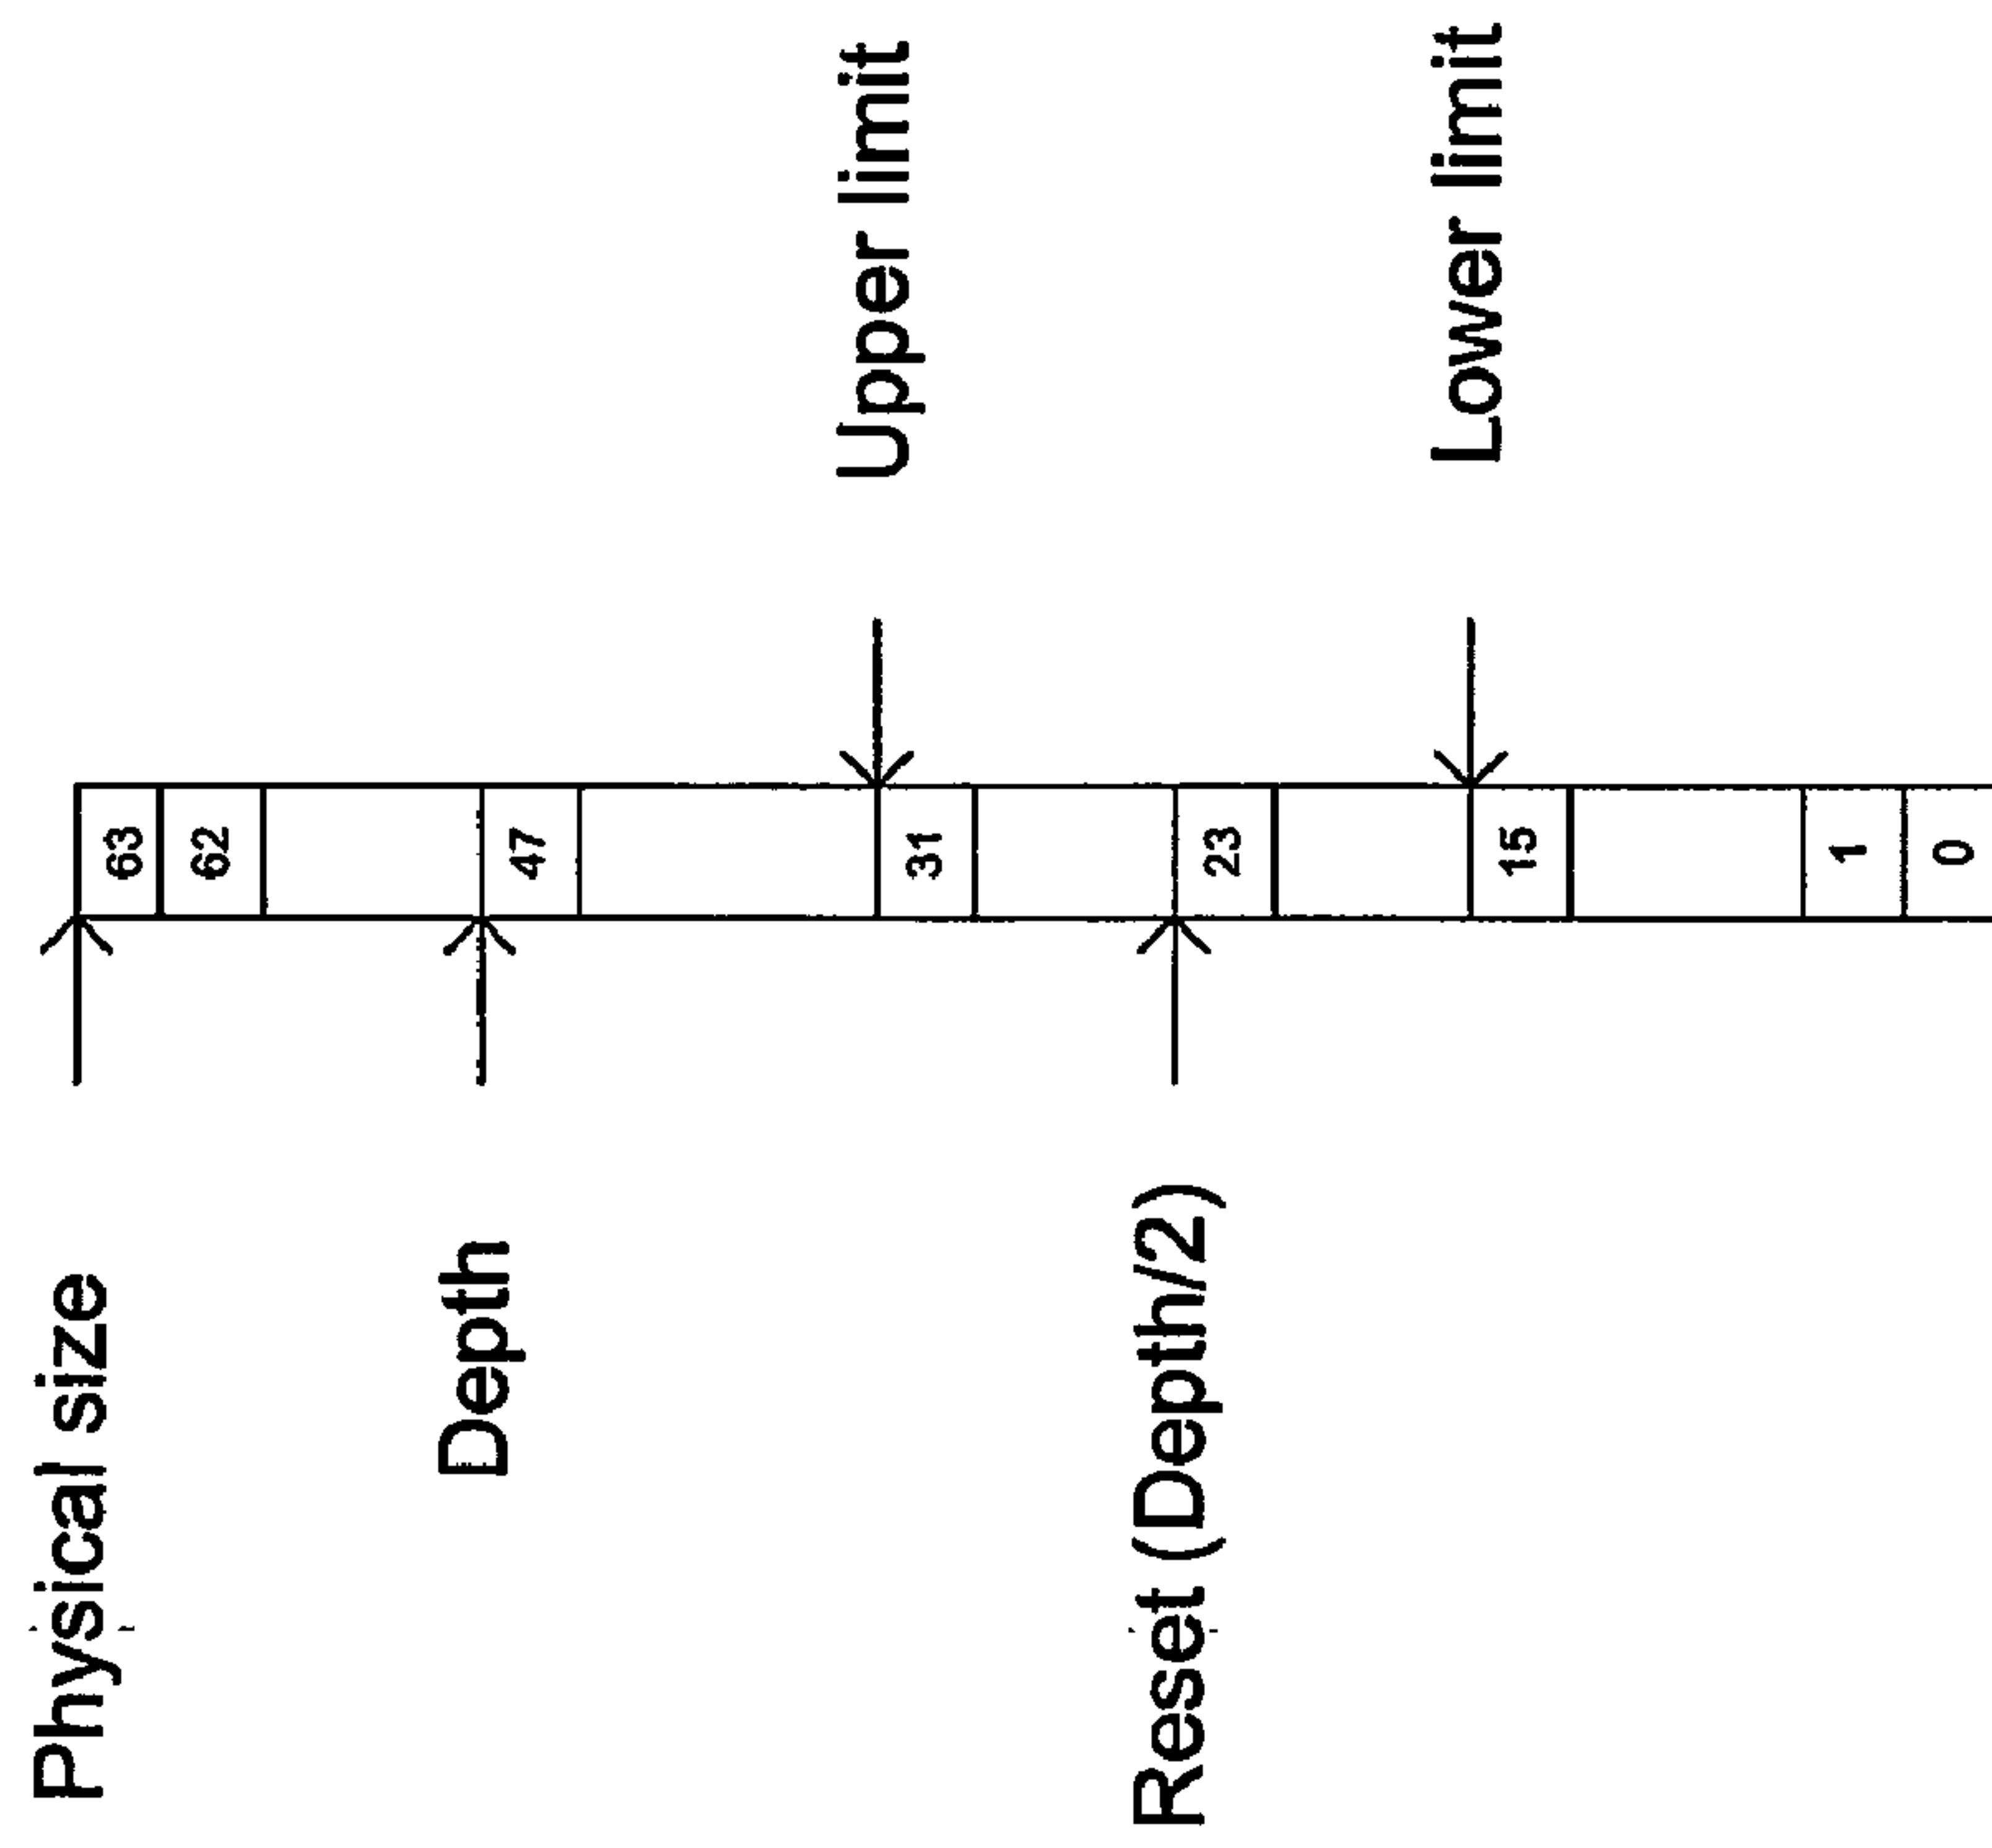 Physical size
Depth
Reset (Depth/2)
63
62
47
31
23
15
1
0
Upper limit
Lower limit